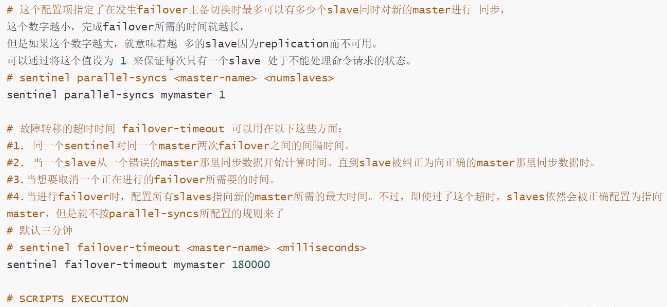 # 这个配置项指定了在发生failover主备切换时最多可以有多少个slave同时对新的master进行 同步，
这个数字越小，完成failover所需的时间就越长，
但是如果这个数字越大，就意味着越 多的slave因为replication而不可用。
可以通过将这个值设为 1 来保证每次只有一个slave 处于不能处理命令请求的状态。
# sentinel parallel-syncs <master-name> <numslaves>
sentinel parallel-syncs mymaster 1
# 故障转移的超时时间 failover-timeout 可以用在以下这些方面：
#1. 同一个sentinel对同一个master两次failover之间的间隔时间。
#2. 当一个slave从一个错误的master那里同步数据开始计算时间。直到slave被纠正为向正确的master那里同步数据时。
#3.当想要取消一个正在进行的failover所需要的时间。
#4.当进行failover时，配置所有slaves指向新的master所需的最大时间。不过，即使过了这个超时，slaves依然会被正确配置为指向
master，但是就不按parallel-syncs所配置的规则来了
# 默认三分钟
# sentinel failover-timeout <master-name> <milliseconds>
sentinel failover-timeout mymaster 180000
# SCRIPTS EXECUTION